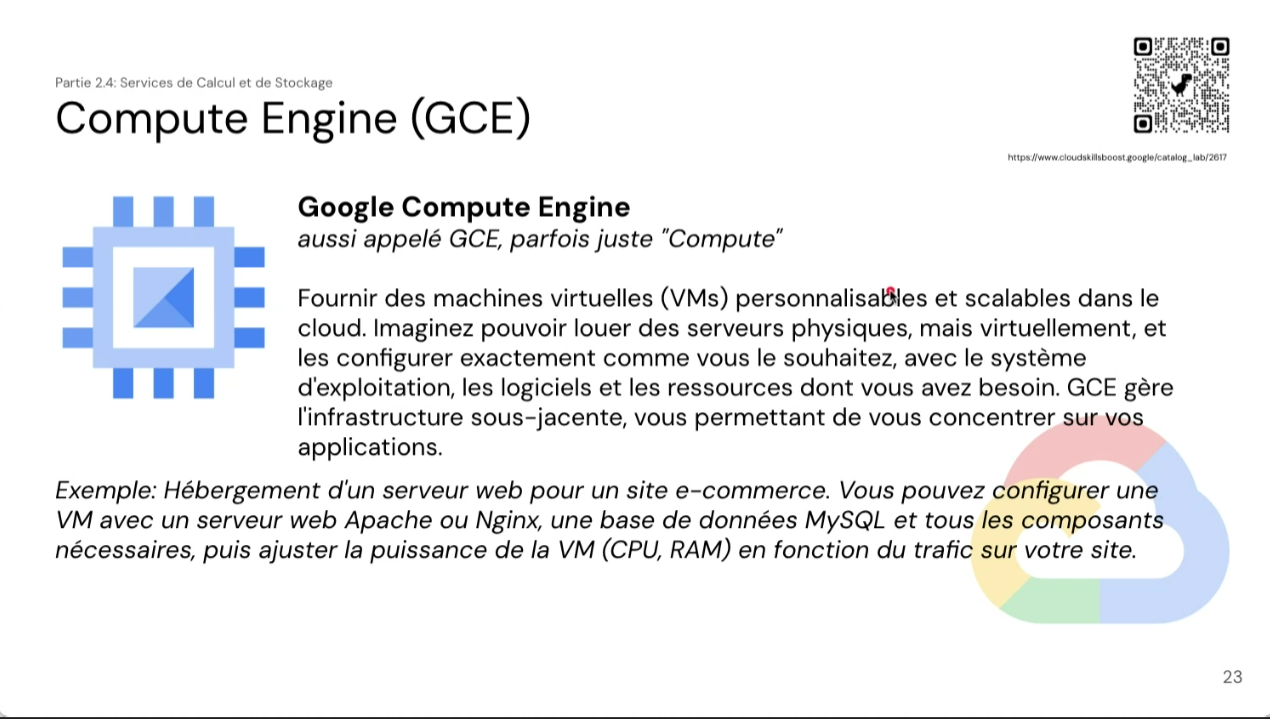 Partie 2.4: Services de Calcul et de Stockage
Compute Engine (GCE)
https://www.cloudskillsboost.google/catalog_lab/2617
Google Compute Engine
aussi appelé GCE, parfois juste "Compute"
Fournir des machines virtuelles (VMs) personnalisables et scalables dans le
cloud. Imaginez pouvoir louer des serveurs physiques, mais virtuellement, et
les configurer exactement comme vous le souhaitez, avec le système
d'exploitation, les logiciels et les ressources dont vous avez besoin. GCE gère
l'infrastructure sous-jacente, vous permettant de vous concentrer sur vos
applications.
Exemple: Hébergement d'un serveur web pour un site e-commerce. Vous pouvez configurer une
VM avec un serveur web Apache ou Nginx, une base de données MySQL et tous les composants
nécessaires, puis ajuster la puissance de la VM (CPU, RAM) en fonction du trafic sur votre site.
23